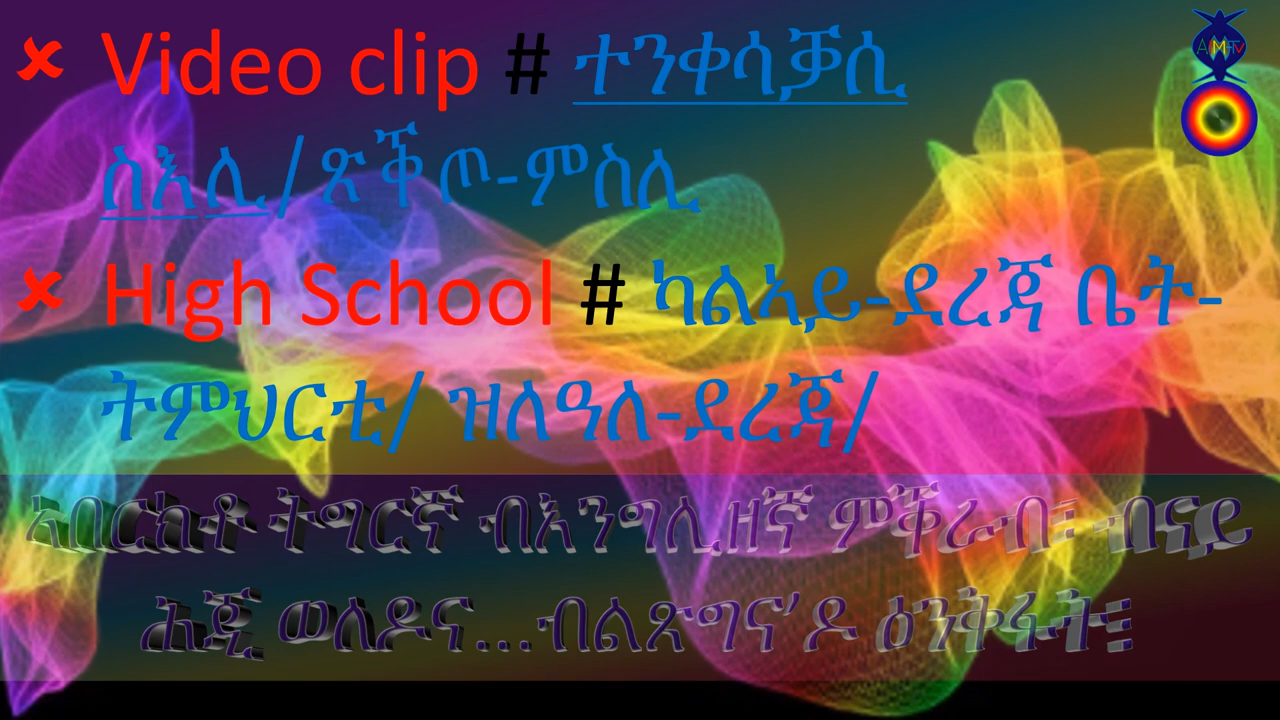 ✘ Video clip # ተንቀሳቓሲ
ስእሊ/ጽቕጦ-ምስሊ
✘ High School # ካልኣይ-ደረጃ ቤት-
ትምህርቲ/ ዝለዓለ-ደረጃ/
ኣበርክቶ ትግርኛ ብእንግሊዘኛ ምቕራብ፧ ብናይ
ሕጂ ወለዶና...ብልጽግና’ዶ ዕንቅፋት፧
AMTV